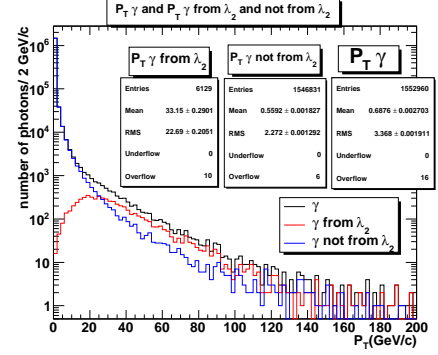 P_T γ and P_T γ from λ_2 and not from λ_2
number of photons/ 2 GeV/c
10^6
10^5
10^4
10^3
10^2
10
1
P_T γ from λ_2
Entries 6129
Mean 33.15 ± 0.2901
RMS 22.69 ± 0.2051
Underflow 0
Overflow 10
P_T γ not from λ_2
Entries 1546831
Mean 0.5592 ± 0.001827
RMS 2.272 ± 0.001292
Underflow 0
Overflow 6
P_T γ
Entries 1552960
Mean 0.6876 ± 0.002703
RMS 3.368 ± 0.001911
Underflow 0
Overflow 16
γ
γ from λ_2
γ not from λ_2
0 20 40 60 80 100 120 140 160 180 200
P_T(GeV/c)